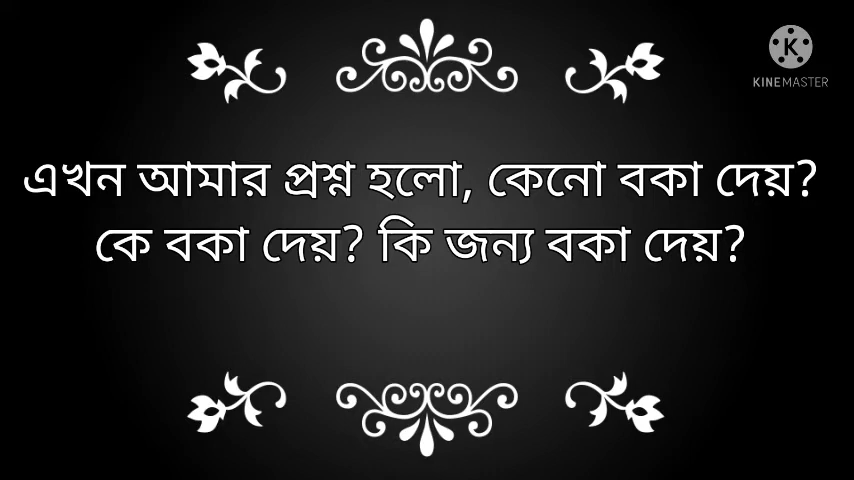 KINEMASTER
এখন আমার প্রশ্ন হলো, কেনো বকা দেয়?
কে বকা দেয়? কি জন্য বকা দেয়?